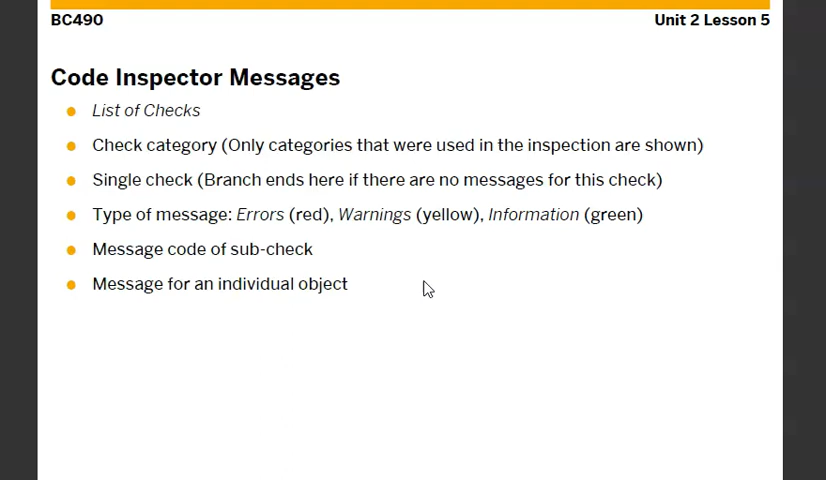 BC490
Unit 2 Lesson 5
Code Inspector Messages
List of Checks
Check category (Only categories that were used in the inspection are shown)
Single check (Branch ends here if there are no messages for this check)
Type of message: Errors (red), Warnings (yellow), Information (green)
Message code of sub-check
Message for an individual object